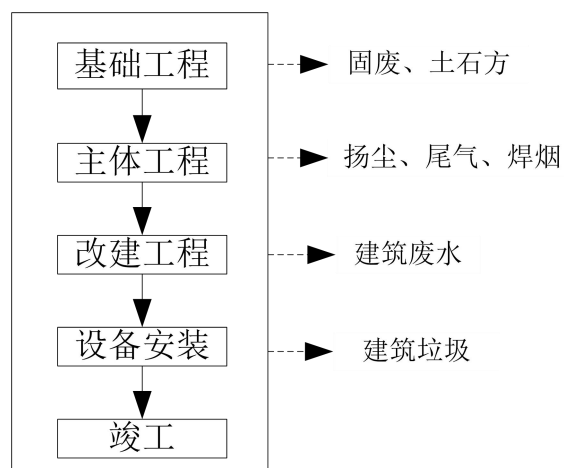 基础工程
固废、土石方
主体工程
扬尘、尾气、焊烟
改建工程
建筑废水
设备安装
建筑垃圾
竣工